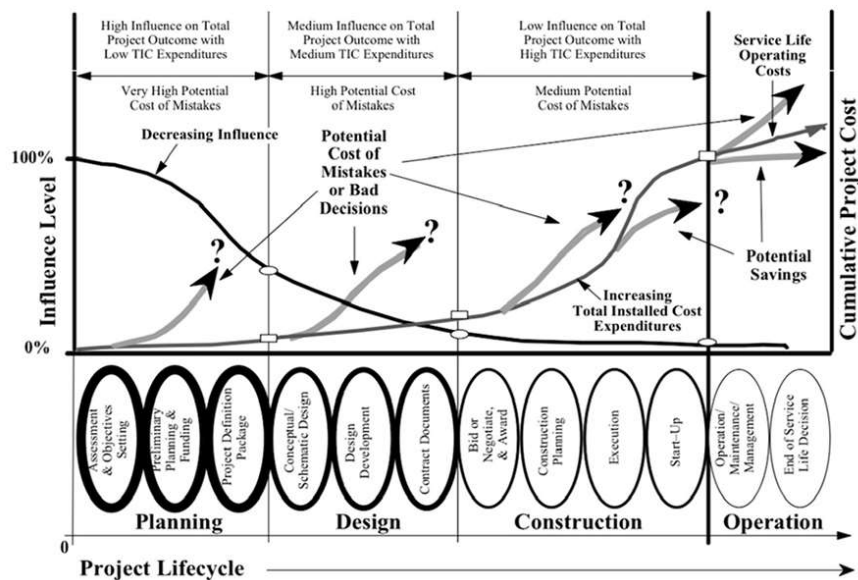 High Influence on Total
Project Outcome with
Low TIC Expenditures
Medium Influence on Total
Project Outcome with
Medium TIC Expenditures
Low Influence on Total
Project Outcome with
High TIC Expenditures
Service Life
Operating
Costs
Very High Potential
Cost of Mistakes
High Potential Cost
of Mistakes
Medium Potential
Cost of Mistakes
Decreasing Influence
Potential
Cost of
Mistakes
or Bad
Decisions
100%
0%
Influence Level
Cumulative Project Cost
?
?
?
?
Potential
Savings
Increasing
Total Installed Cost
Expenditures
Assessment
& Objectives
Setting
Preliminary
Planning &
Funding
Project Definition
Package
Conceptual/
Schematic Design
Design
Development
Contract Documents
Bid or
Negotiate,
& Award
Construction
Planning
Execution
Start–Up
Operation/
Maintenance/
Management
End of Service
Life Decision
Planning
Design
Construction
Operation
0
Project Lifecycle